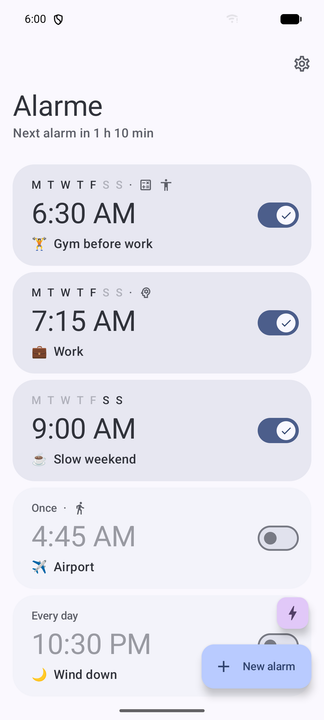 6:00
Alarme
Next alarm in 1 h 10 min
M T W T F S S ·
6:30 AM
🏋️ Gym before work
M T W T F S S ·
7:15 AM
💼 Work
M T W T F S S
9:00 AM
☕ Slow weekend
Once ·
4:45 AM
✈️ Airport
Every day
10:30 PM
🌙 Wind down
+ New alarm